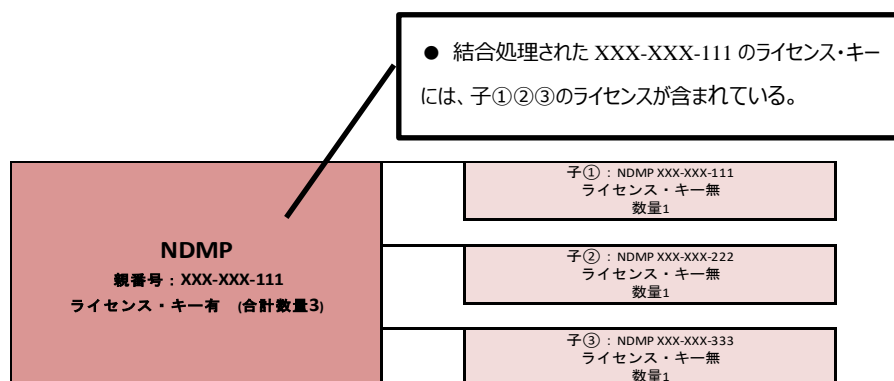 ● 結合処理された XXX-XXX-111 のライセンス・キー
には、子①②③のライセンスが含まれている。
NDMP
親番号：XXX-XXX-111
ライセンス・キー有 (合計数量3)
子①：NDMP XXX-XXX-111
ライセンス・キー無
数量1
子②：NDMP XXX-XXX-222
ライセンス・キー無
数量1
子③：NDMP XXX-XXX-333
ライセンス・キー無
数量1